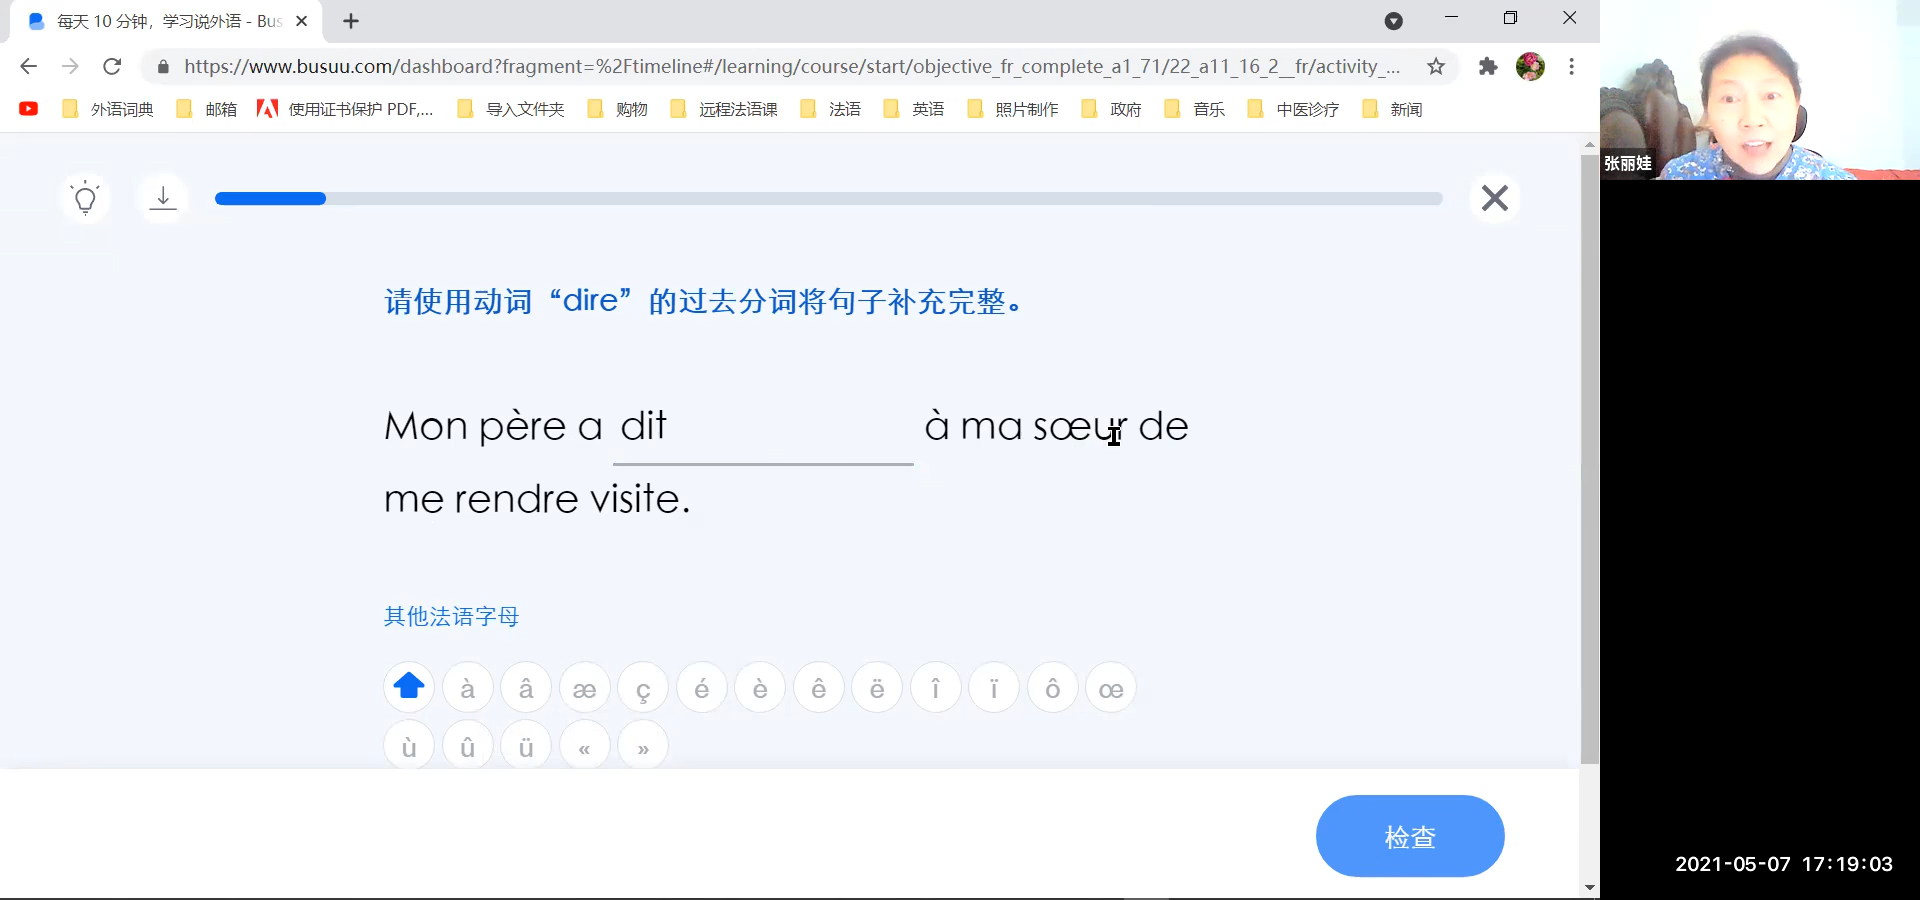 每天 10 分钟，学习说外语 - Bus
https://www.busuu.com/dashboard?fragment=%2Ftimeline#/learning/course/start/objective_fr_complete_a1_71/22_a11_16_2__fr/activity_...
外语词典 邮箱 使用证书保护 PDF,... 导入文件夹 购物 远程法语课 法语 英语 照片制作 政府 音乐 中医诊疗 新闻
张丽娃
请使用动词“dire”的过去分词将句子补充完整。
Mon père a dit à ma sœur de
me rendre visite.
其他法语字母
à â æ ç é è ê ë î ï ô œ
ù û ü « »
检查
2021-05-07 17:19:03